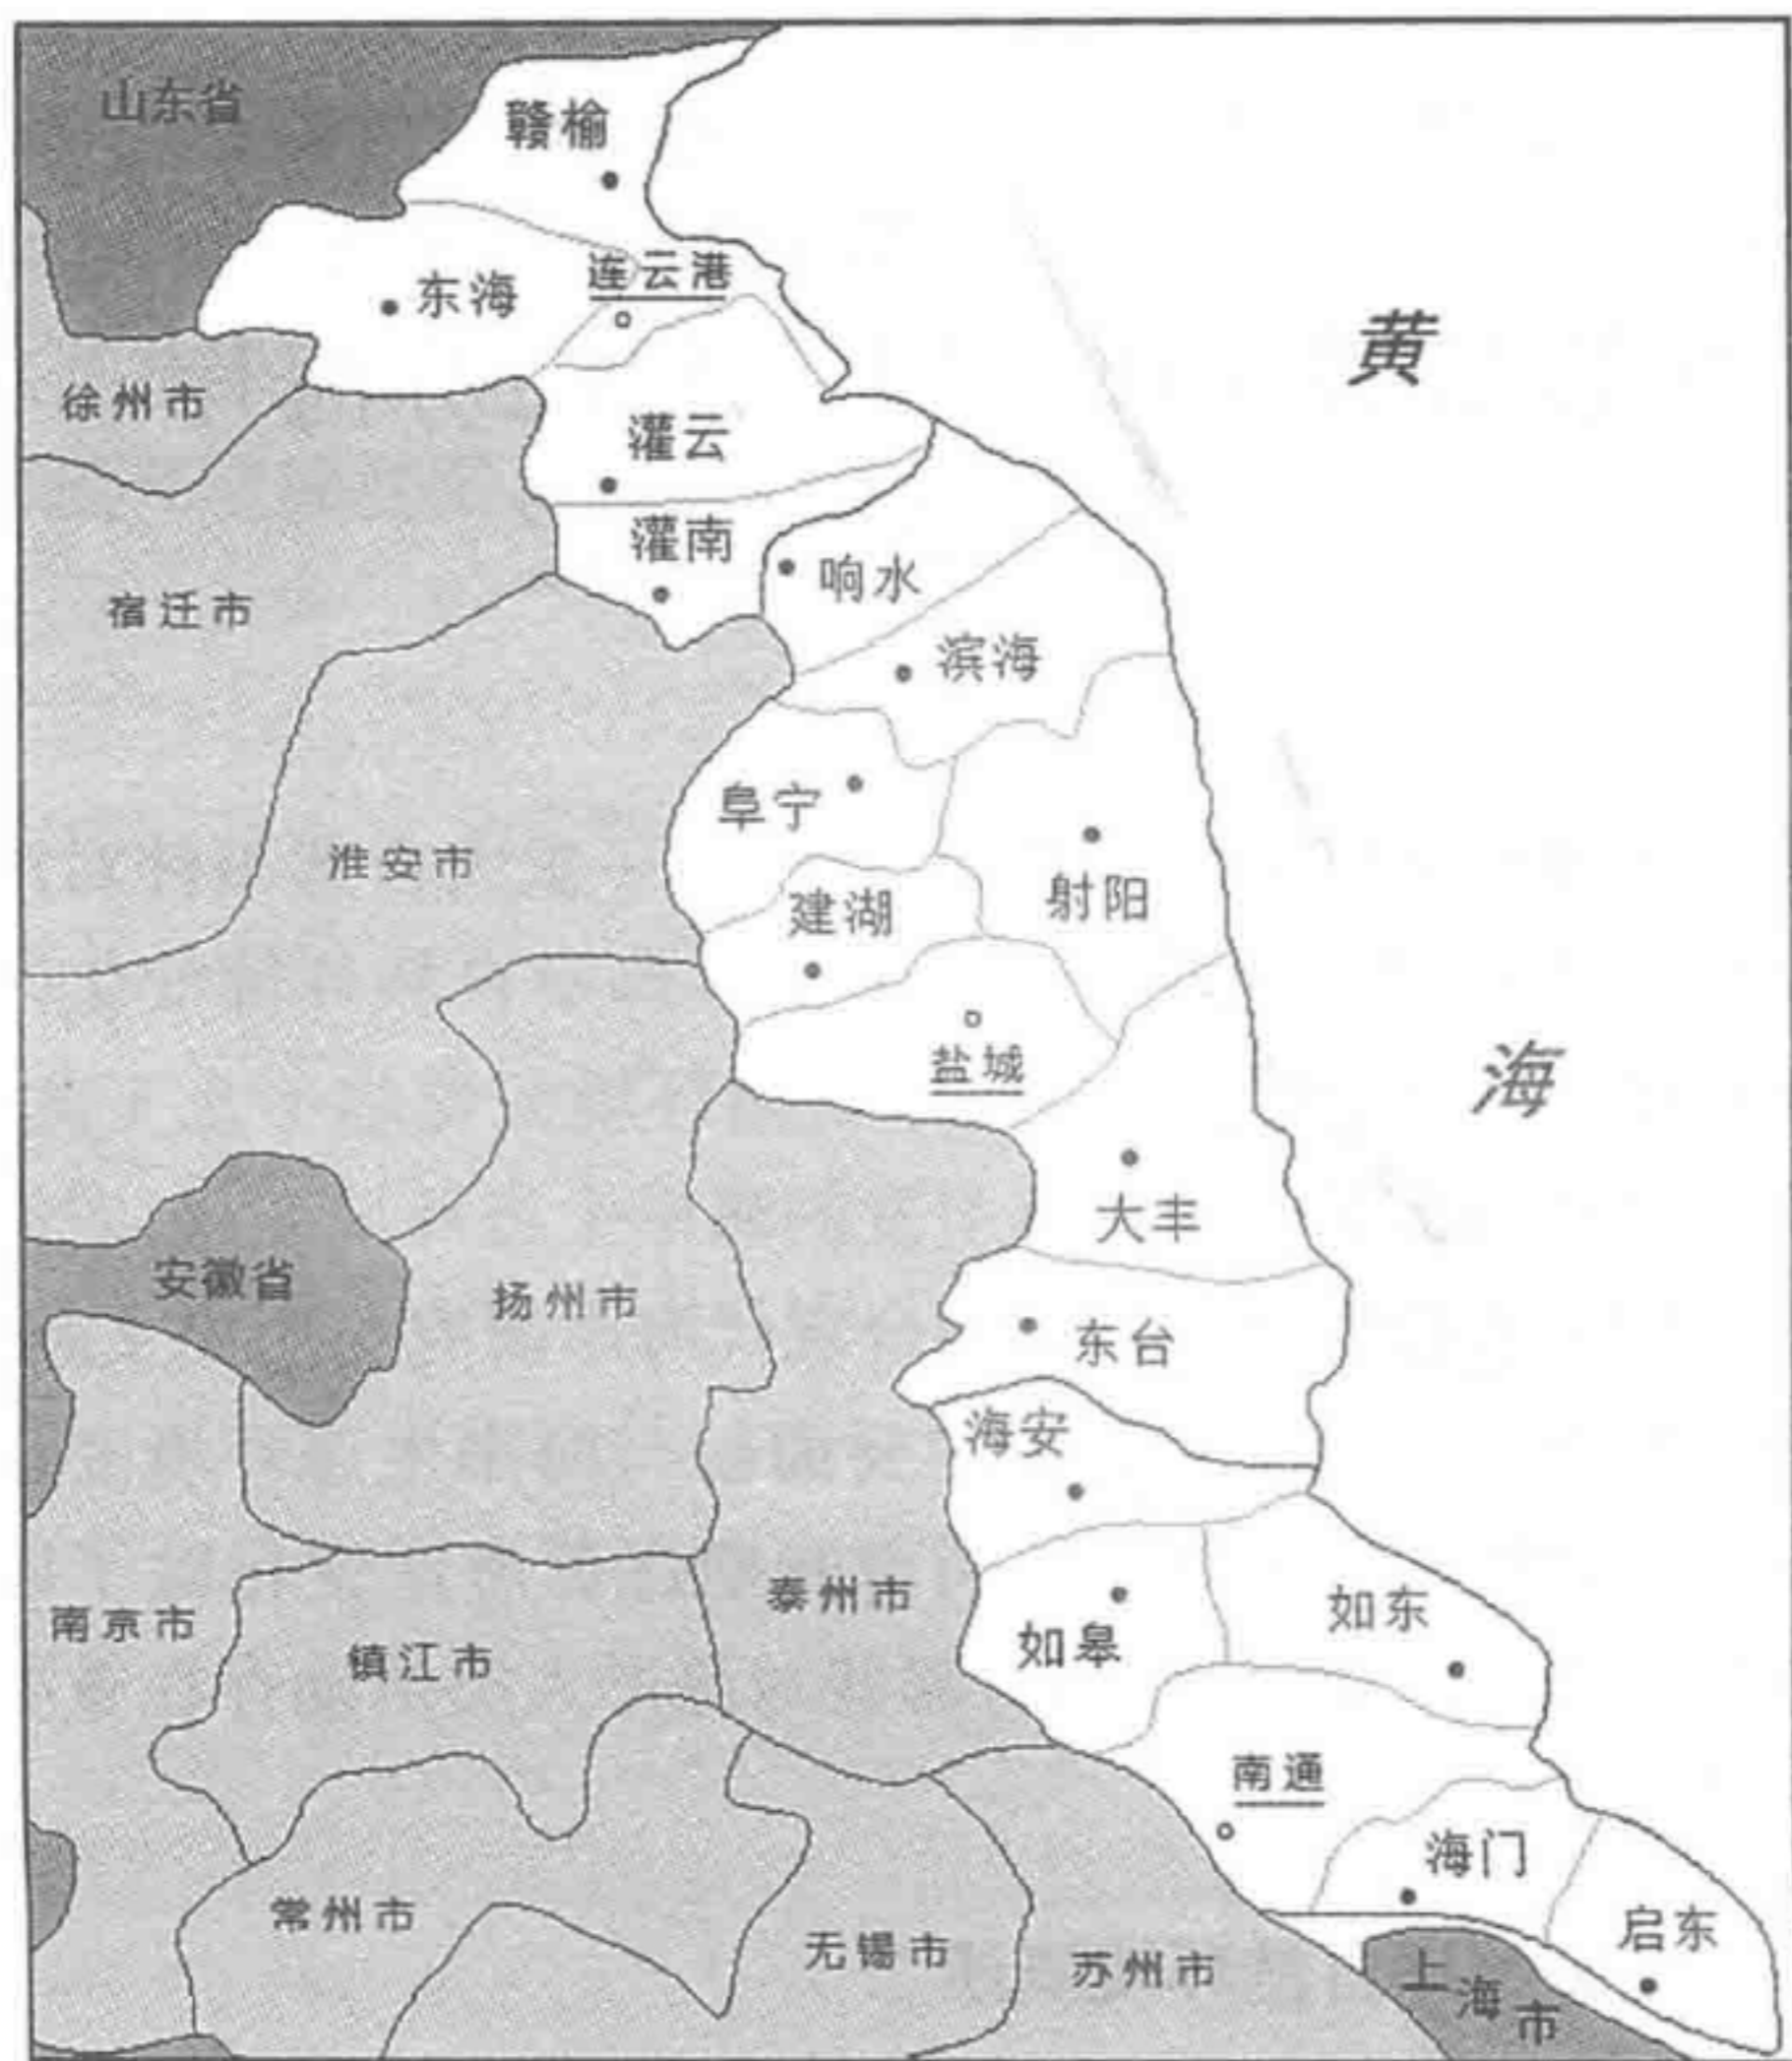 山东省
赣榆
连云港
东海
黄
徐州市
灌云
灌南
响水
宿迁市
滨海
阜宁
淮安市
射阳
建湖
盐城
海
大丰
安徽省
扬州市
东台
海安
泰州市
如东
南京市
如皋
镇江市
南通
海门
常州市
启东
无锡市
苏州市
上海市